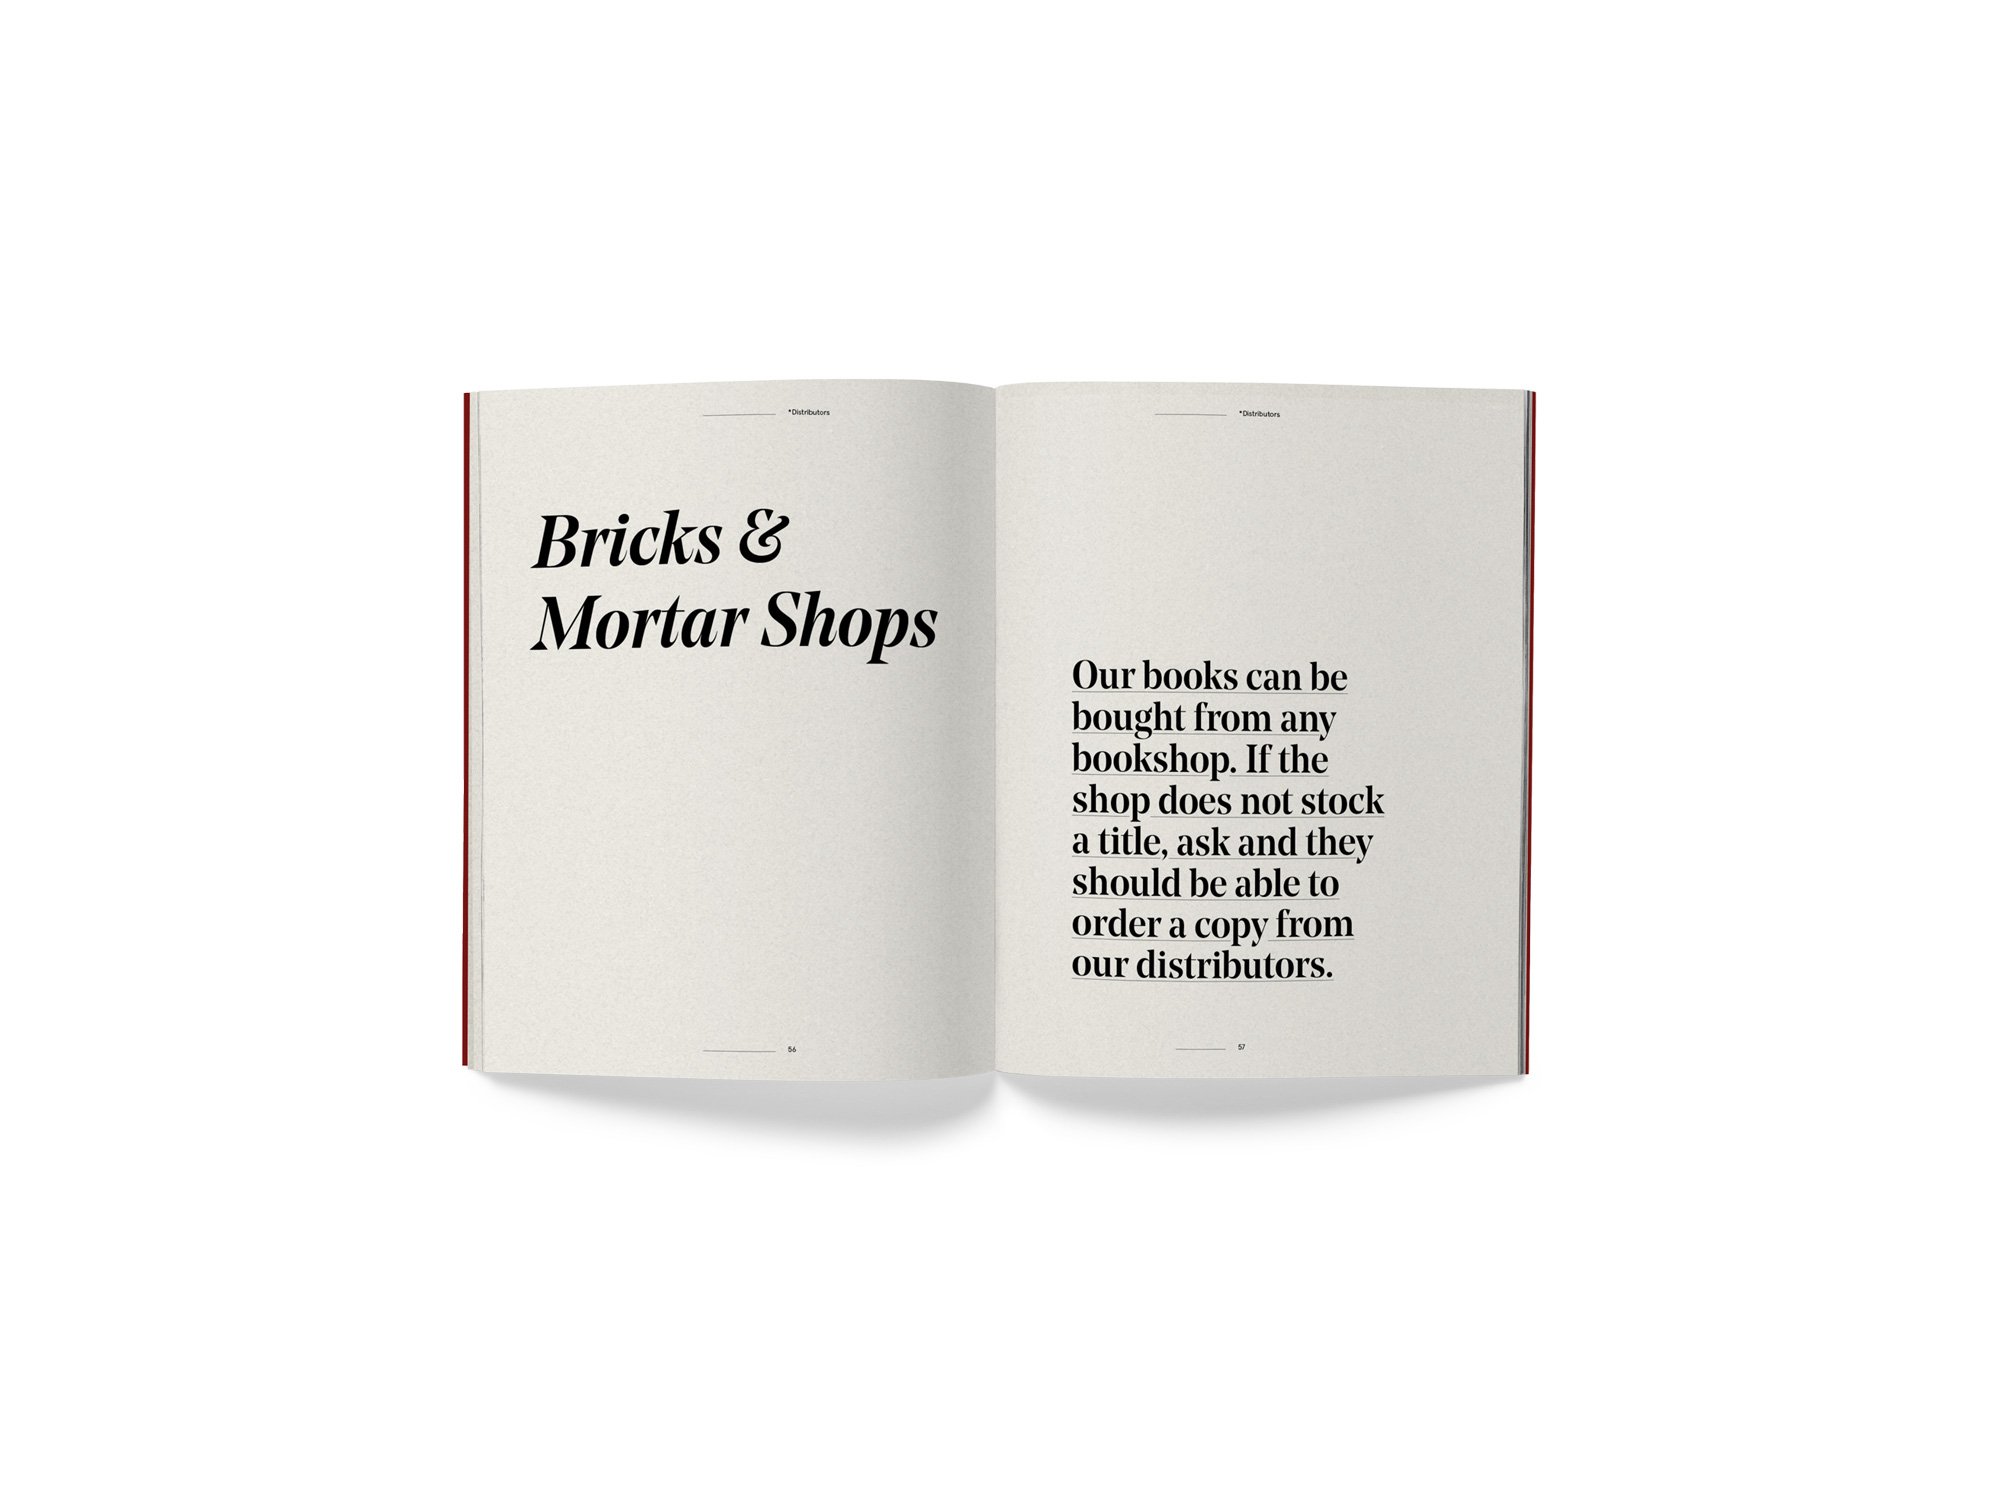 *Distributors
Bricks &
Mortar Shops
56
*Distributors
Our books can be
bought from any
bookshop. If the
shop does not stock
a title, ask and they
should be able to
order a copy from
our distributors.
57